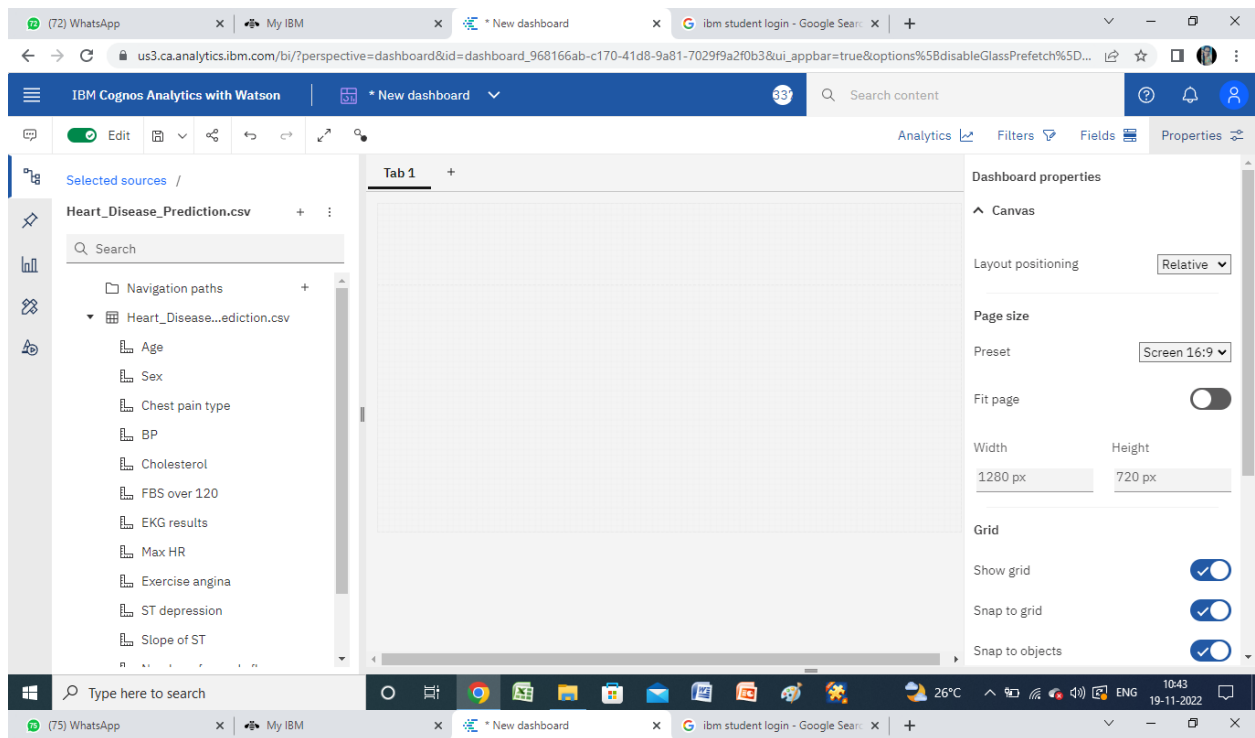 (72) WhatsApp My IBM * New dashboard ibm student login - Google Searc
us3.ca.analytics.ibm.com/bi/?perspective=dashboard&id=dashboard_968166ab-c170-41d8-9a81-7029f9a2f0b3&ui_appbar=true&options%5BdisableGlassPrefetch%5D...
IBM Cognos Analytics with Watson * New dashboard Search content
Edit Analytics Filters Fields Properties
Selected sources / Tab 1 + Dashboard properties
Heart_Disease_Prediction.csv + Canvas
Search
Layout positioning Relative
Navigation paths +
Heart_Disease...ediction.csv Page size
Age Preset Screen 16:9
Sex
Chest pain type Fit page
BP
Cholesterol Width Height
FBS over 120 1280 px 720 px
EKG results Grid
Max HR
Exercise angina Show grid
ST depression Snap to grid
Slope of ST Snap to objects
Type here to search 26°C ENG 10:43
19-11-2022
(75) WhatsApp My IBM * New dashboard ibm student login - Google Searc